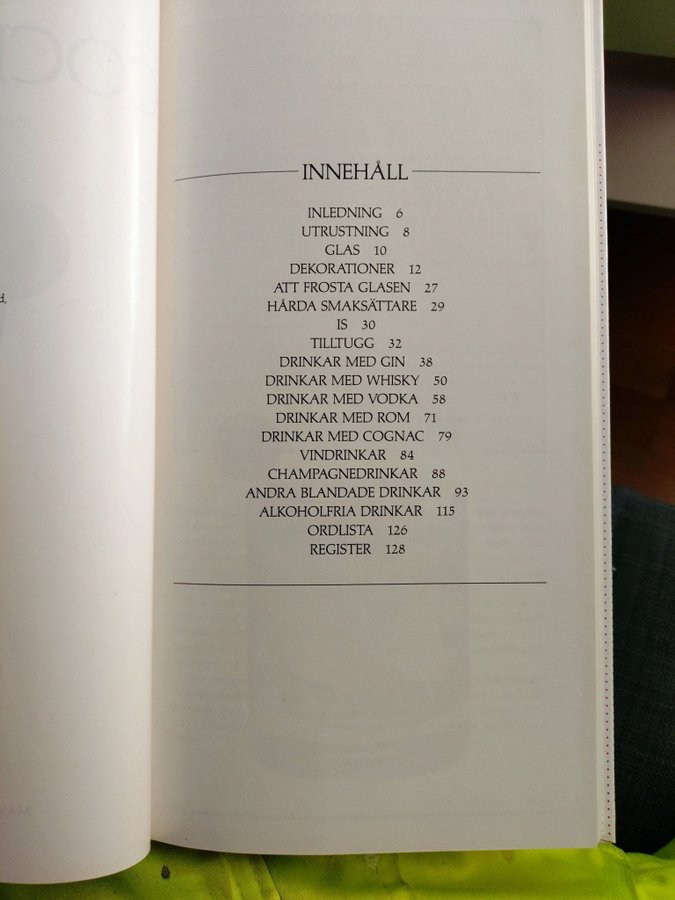 INNEHÅLL
INLEDNING 6
UTRUSTNING 8
GLAS 10
DEKORATIONER 12
ATT FROSTA GLASEN 27
HÅRDA SMAKSÄTTARE 29
IS 30
TILLTUGG 32
DRINKAR MED GIN 38
DRINKAR MED WHISKY 50
DRINKAR MED VODKA 58
DRINKAR MED ROM 71
DRINKAR MED COGNAC 79
VINDRINKAR 84
CHAMPAGNEDRINKAR 88
ANDRA BLANDADE DRINKAR 93
ALKOHOLFRIA DRINKAR 115
ORDLISTA 126
REGISTER 128